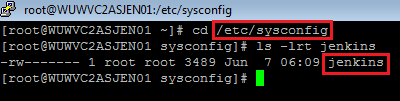 root@WUWVC2ASJEN01:/etc/sysconfig
[root@WUWVC2ASJEN01 ~]# cd /etc/sysconfig
[root@WUWVC2ASJEN01 sysconfig]# ls -lrt jenkins
-rw------- 1 root root 3489 Jun  7 06:09 jenkins
[root@WUWVC2ASJEN01 sysconfig]#